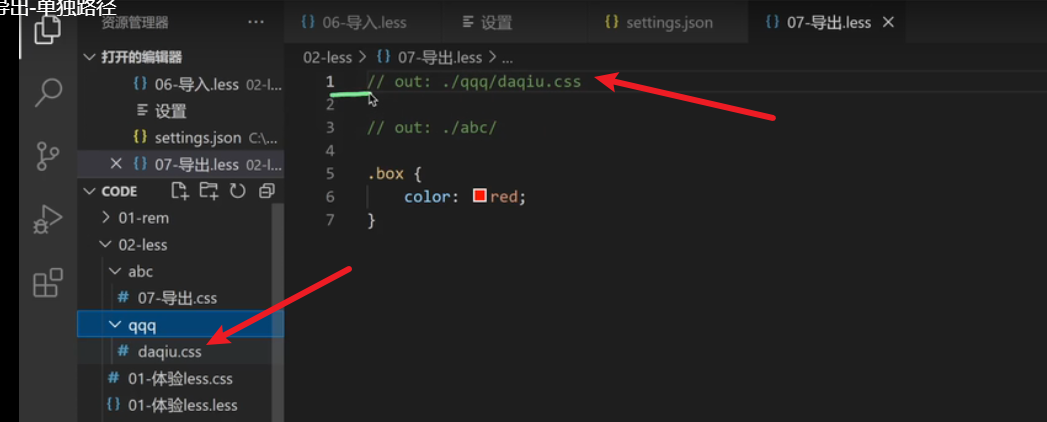 导出-单独路径
资源管理器 ...
06-导入.less 设置 settings.json 07-导出.less
打开的编辑器
02-less > 07-导出.less > ...
06-导入.less 02-l...
设置
settings.json C:\...
07-导出.less 02-l...
CODE
01-rem
02-less
abc
07-导出.css
qqq
daqiu.css
01-体验less.css
01-体验less.less
1 // out: ./qqq/daqiu.css
2
3 // out: ./abc/
4
5 .box {
6 color: red;
7 }